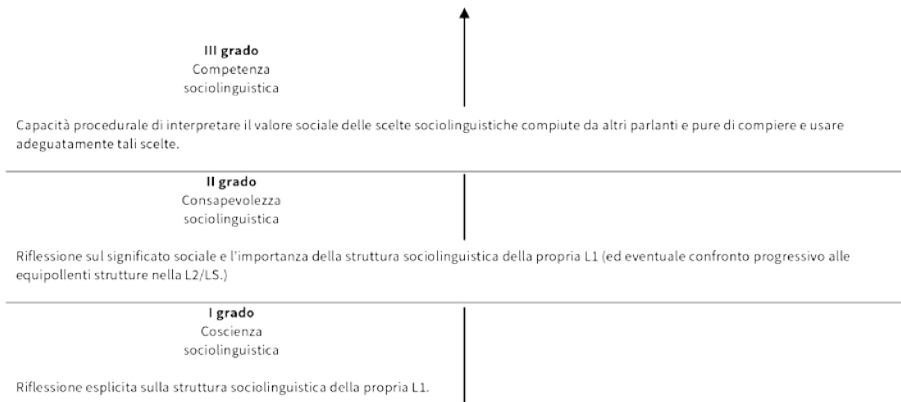 III grado
Competenza
sociolinguistica
Capacità procedurale di interpretare il valore sociale delle scelte sociolinguistiche compiute da altri parlanti e pure di compiere e usare
adeguatamente tali scelte.
II grado
Consapevolezza
sociolinguistica
Riflessione sul significato sociale e l'importanza della struttura sociolinguistica della propria L1 (ed eventuale confronto progressivo alle
equipollenti strutture nella L2/LS.)
I grado
Coscienza
sociolinguistica
Riflessione esplicita sulla struttura sociolinguistica della propria L1.